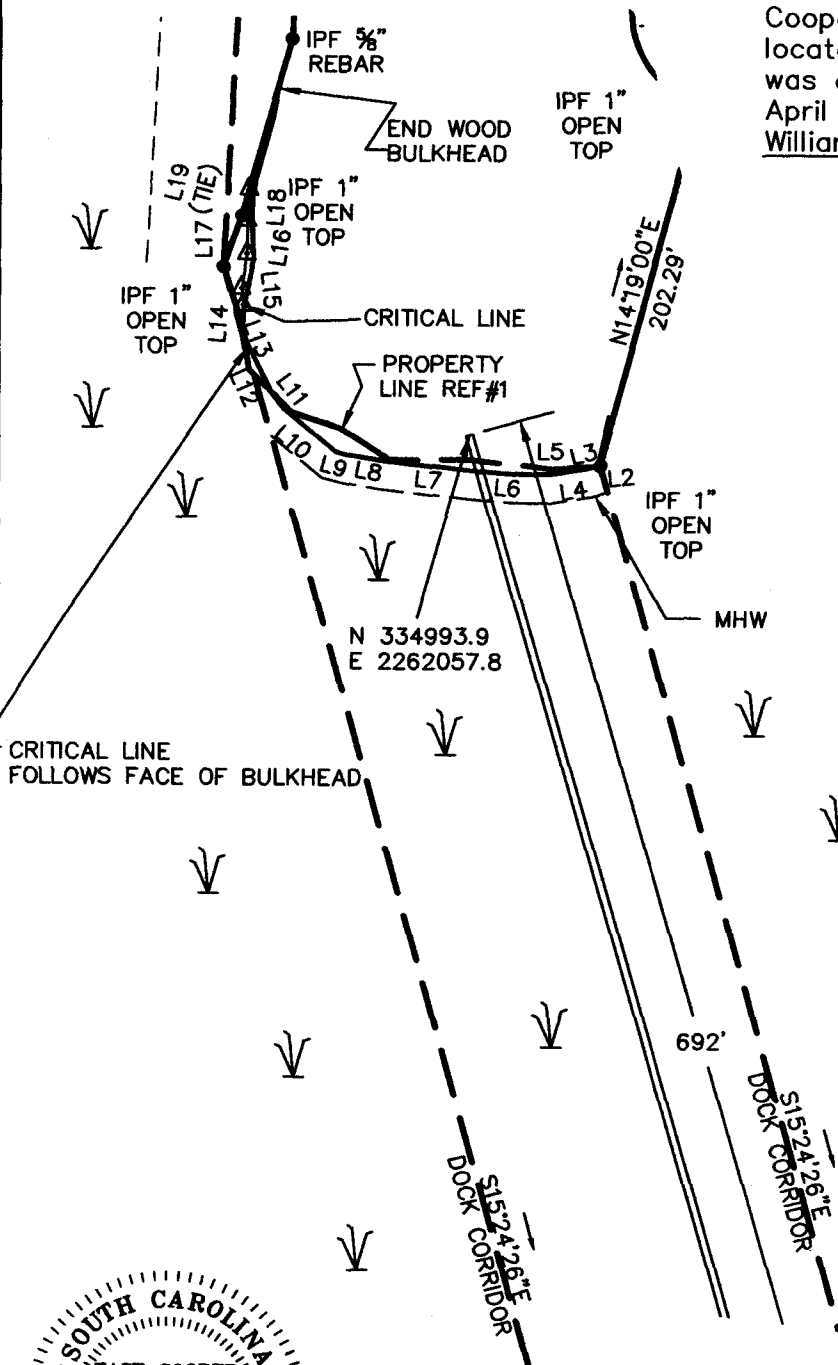 Coop
locat
was
April
Willian
IPF 5/8"
REBAR
END WOOD
BULKHEAD
IPF 1"
OPEN
TOP
L19
(TIE)
L17
IPF 1"
OPEN
TOP
L18
L16
L15
IPF 1"
OPEN
TOP
L14
L13
L12
CRITICAL LINE
PROPERTY
LINE REF#1
N14°19'00"E
202.29'
L11
L10
L9
L8
L7
L6
L5
L4
L3
L2
IPF 1"
OPEN
TOP
MHW
N 334993.9
E 2262057.8
CRITICAL LINE
FOLLOWS FACE OF BULKHEAD
692'
S15°24'26"E
DOCK CORRIDOR
S15°24'26"E
DOCK CORRIDOR
SOUTH CAROLINA